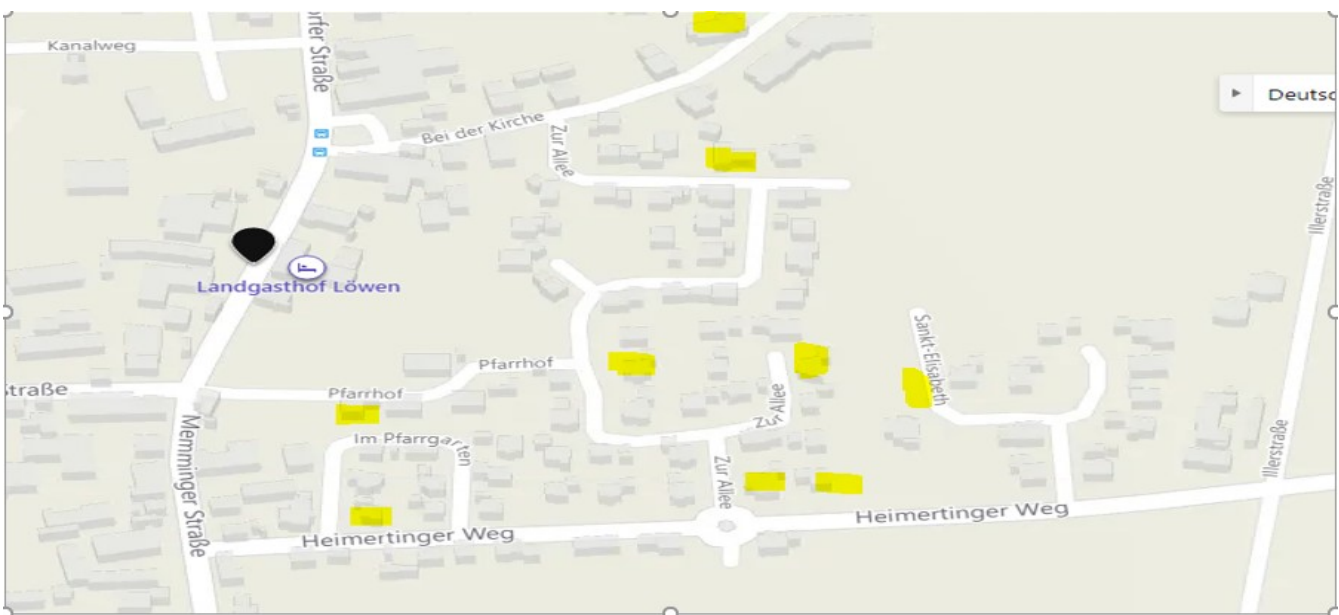 rfer Straße
Kanalweg
Deutsc
Bei der Kirche
Zur Allee
Illerstraße
Landgasthof Löwen
Sankt-Elisabeth
Pfarrhof
Straße
Pfarrhof
Zur Allee
Memminger Straße
Im Pfarrgarten
Illerstraße
Zur Allee
Heimertinger Weg
Heimertinger Weg